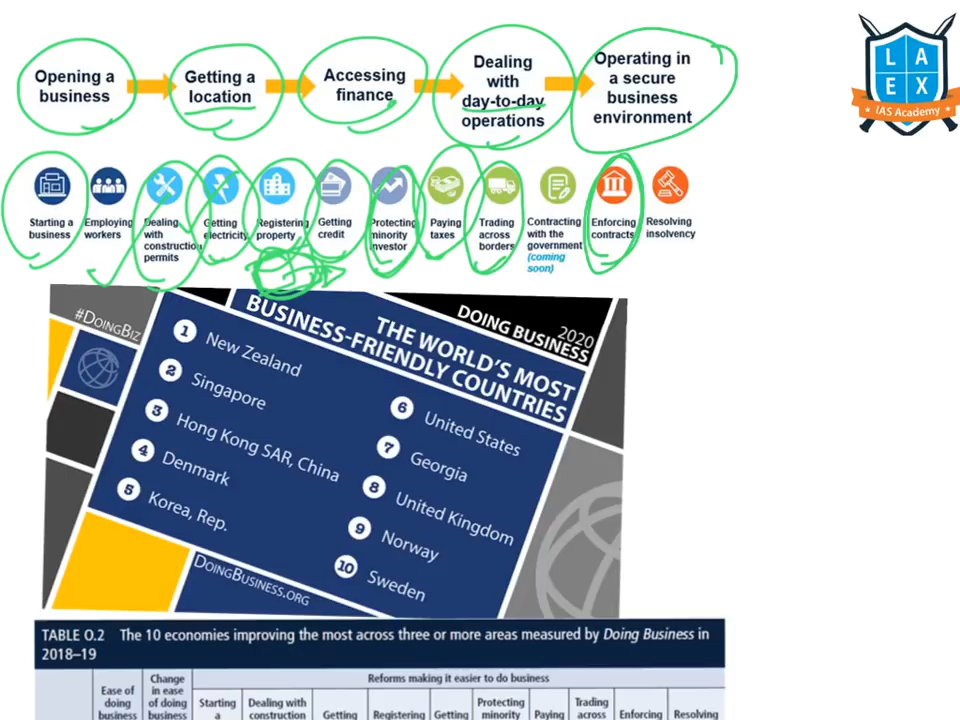 Opening a
business
Getting a
location
Accessing
finance
Dealing
with
day-to-day
operations
Operating in
a secure
business
environment
L A
E X
IAS Academy
Starting a
business
Employing
workers
Dealing
with
construction
permits
Getting
electricity
Registering
property
Getting
credit
Protecting
minority
investor
Paying
taxes
Trading
across
borders
Contracting
with the
government
(coming
soon)
Enforcing
contracts
Resolving
insolvency
#DOINGBIZ
DOING BUSINESS
2020
THE WORLD'S MOST
BUSINESS-FRIENDLY COUNTRIES
1 New Zealand
2 Singapore
3 Hong Kong SAR, China
4 Denmark
5 Korea, Rep.
6 United States
7 Georgia
8 United Kingdom
9 Norway
10 Sweden
DOINGBUSINESS.ORG
TABLE O.2 The 10 economies improving the most across three or more areas measured by Doing Business in
2018–19
Reforms making it easier to do business
Ease of
doing
business
Change
in ease
of doing
business
Starting
a
Dealing with
construction
Getting
Registering
Getting
Protecting
minority
Paying
Trading
across
Enforcing
Resolving